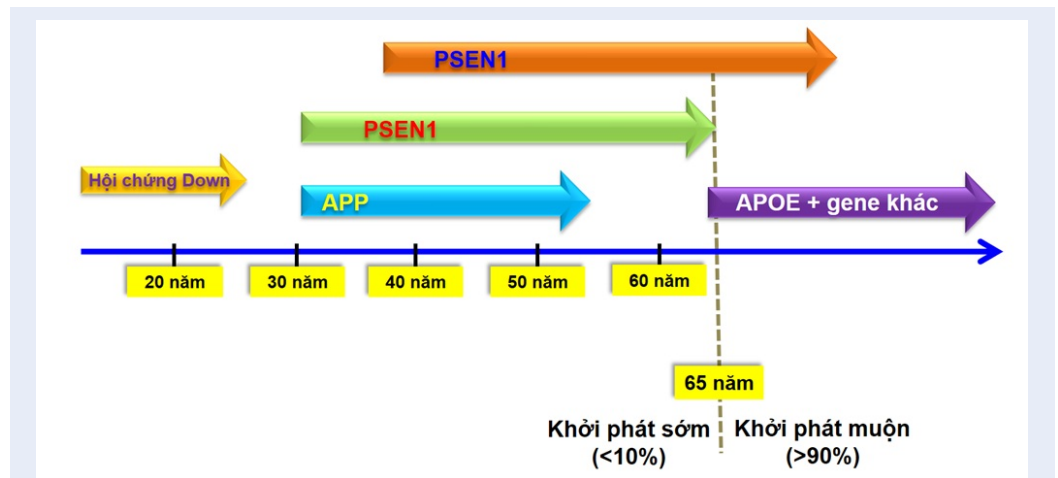 PSEN1
PSEN1
Hội chứng Down
APP
APOE + gene khác
20 năm
30 năm
40 năm
50 năm
60 năm
65 năm
Khởi phát sớm
(<10%)
Khởi phát muộn
(>90%)